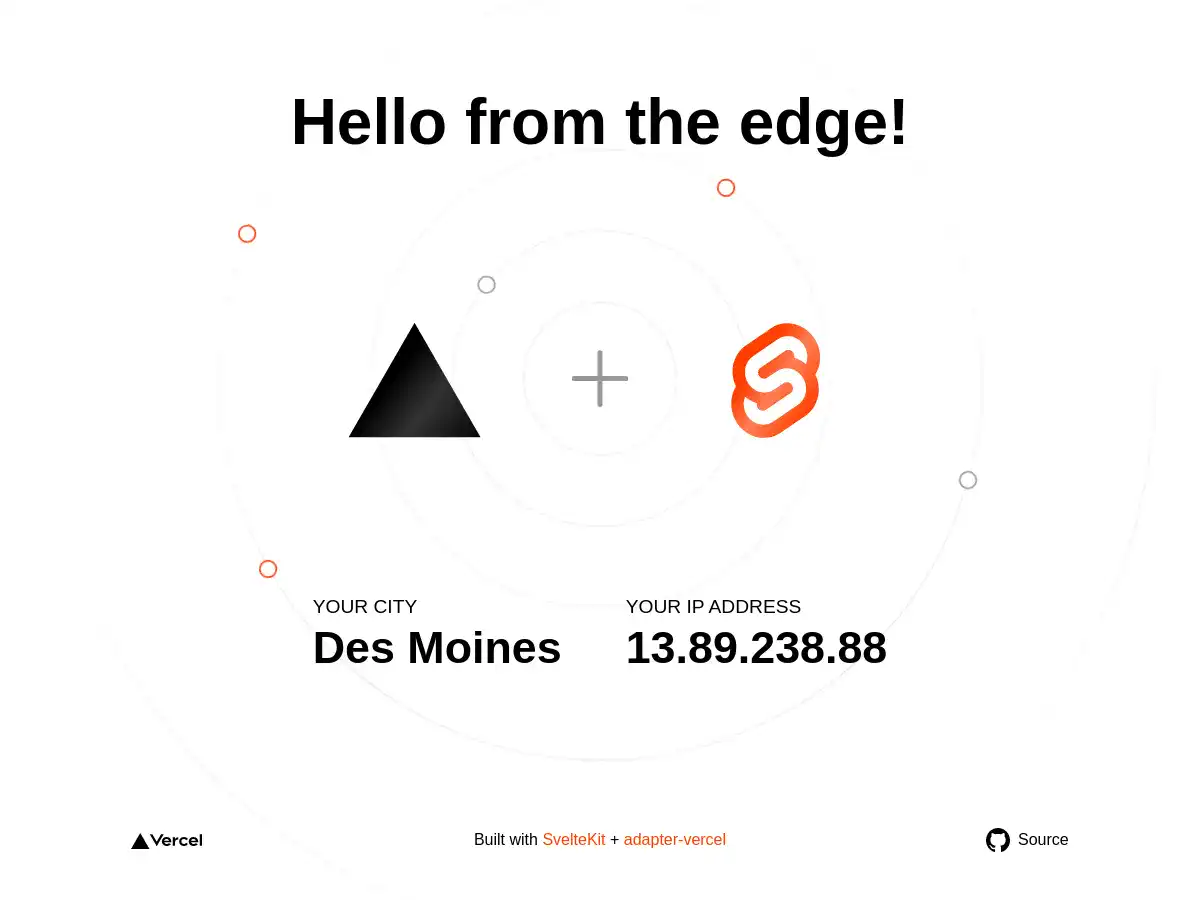 Hello from the edge!
YOUR CITY
Des Moines
YOUR IP ADDRESS
13.89.238.88
Vercel
Built with SvelteKit + adapter-vercel
Source